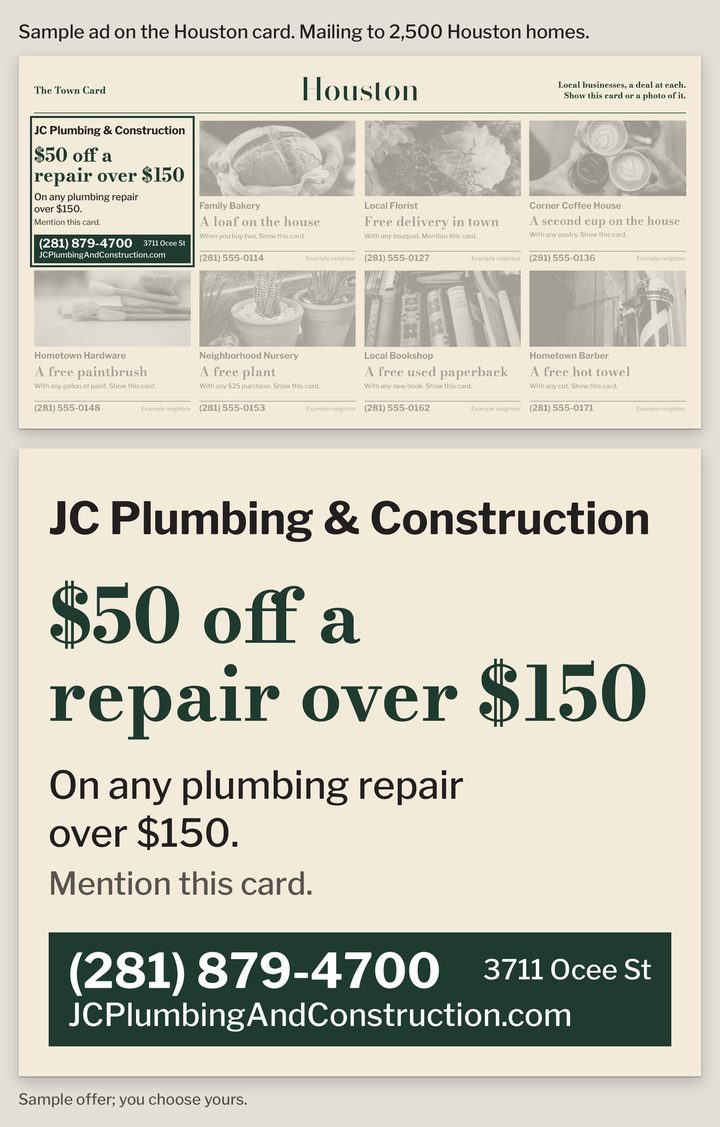 Sample ad on the Houston card. Mailing to 2,500 Houston homes.
The Town Card
Houston
Local businesses, a deal at each.
Show this card or a photo of it.
JC Plumbing & Construction
$50 off a
repair over $150
On any plumbing repair
over $150.
Mention this card.
(281) 879-4700 3711 Ocee St
JCPlumbingAndConstruction.com
Family Bakery
A loaf on the house
When you buy two. Show this card.
(281) 555-0114 Example neighbor
Local Florist
Free delivery in town
With any bouquet. Mention this card.
(281) 555-0127 Example neighbor
Corner Coffee House
A second cup on the house
With any pastry. Show this card.
(281) 555-0136 Example neighbor
Hometown Hardware
A free paintbrush
With any gallon of paint. Show this card.
(281) 555-0148 Example neighbor
Neighborhood Nursery
A free plant
With any $25 purchase. Show this card.
(281) 555-0153 Example neighbor
Local Bookshop
A free used paperback
With any new book. Show this card.
(281) 555-0162 Example neighbor
Hometown Barber
A free hot towel
With any cut. Show this card.
(281) 555-0171 Example neighbor
JC Plumbing & Construction
$50 off a
repair over $150
On any plumbing repair
over $150.
Mention this card.
(281) 879-4700 3711 Ocee St
JCPlumbingAndConstruction.com
Sample offer; you choose yours.